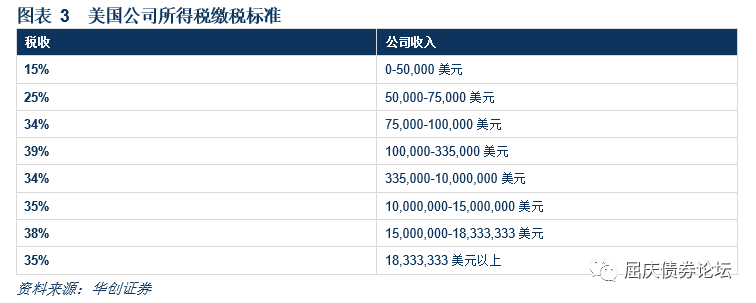 图表 3 美国公司所得税缴税标准
税收 公司收入
15% 0-50,000 美元
25% 50,000-75,000 美元
34% 75,000-100,000 美元
39% 100,000-335,000 美元
34% 335,000-10,000,000 美元
35% 10,000,000-15,000,000 美元
38% 15,000,000-18,333,333 美元
35% 18,333,333 美元以上
屈庆债券论坛
资料来源：华创证券